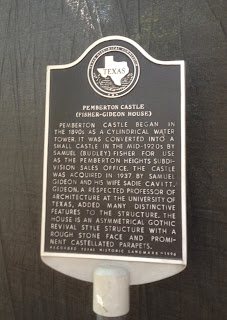 TEXAS
PEMBERTON CASTLE
(FISHER-GIDEON HOUSE)
PEMBERTON CASTLE BEGAN IN
THE 1890s AS A CYLINDRICAL WATER
TOWER. IT WAS CONVERTED INTO A
SMALL CASTLE IN THE MID-1920s BY
SAMUEL (BUDLEY) FISHER FOR USE
AS THE PEMBERTON HEIGHTS SUBDI-
VISION SALES OFFICE. THE CASTLE
WAS ACQUIRED IN 1937 BY SAMUEL
GIDEON AND HIS WIFE SADIE CAVITT.
GIDEON, A RESPECTED PROFESSOR OF
ARCHITECTURE AT THE UNIVERSITY OF
TEXAS, ADDED MANY DISTINCTIVE
FEATURES TO THE STRUCTURE. THE
HOUSE IS AN ASYMMETRICAL GOTHIC
REVIVAL STYLE STRUCTURE WITH A
ROUGH STONE FACE AND PROMI-
NENT CASTELLATED PARAPETS.
RECORDED TEXAS HISTORIC LANDMARK